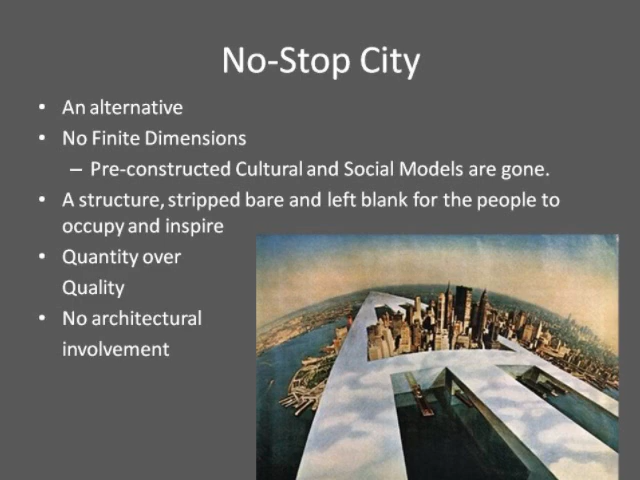 No-Stop City
• An alternative
• No Finite Dimensions
– Pre-constructed Cultural and Social Models are gone.
• A structure, stripped bare and left blank for the people to
occupy and inspire
• Quantity over
Quality
• No architectural
involvement